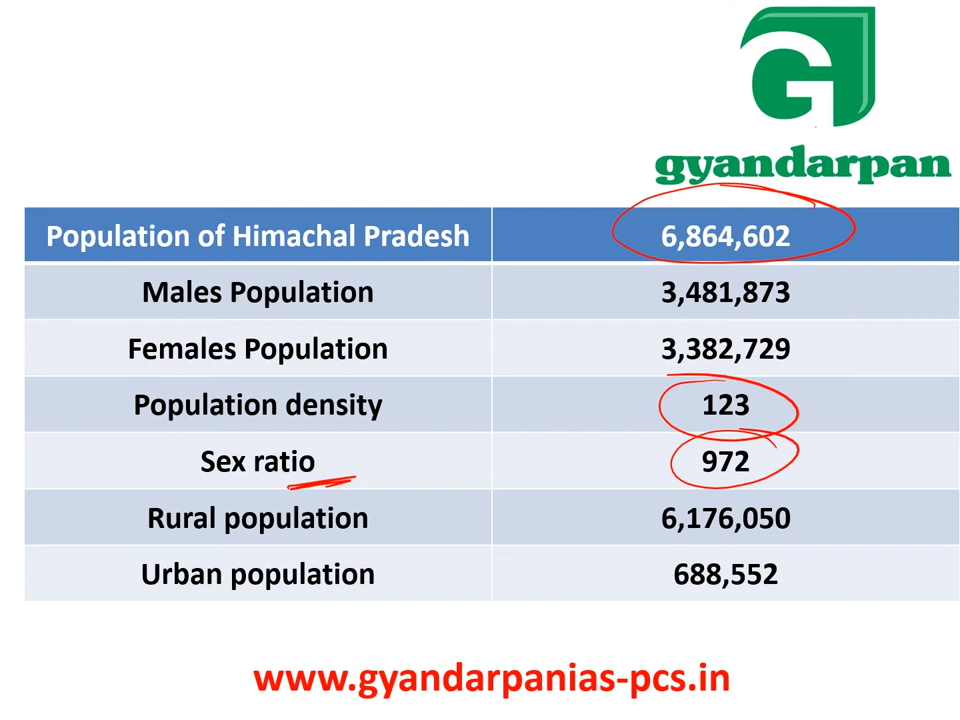 gyandarpan
Population of Himachal Pradesh 6,864,602
Males Population 3,481,873
Females Population 3,382,729
Population density 123
Sex ratio 972
Rural population 6,176,050
Urban population 688,552
www.gyandarpanias-pcs.in